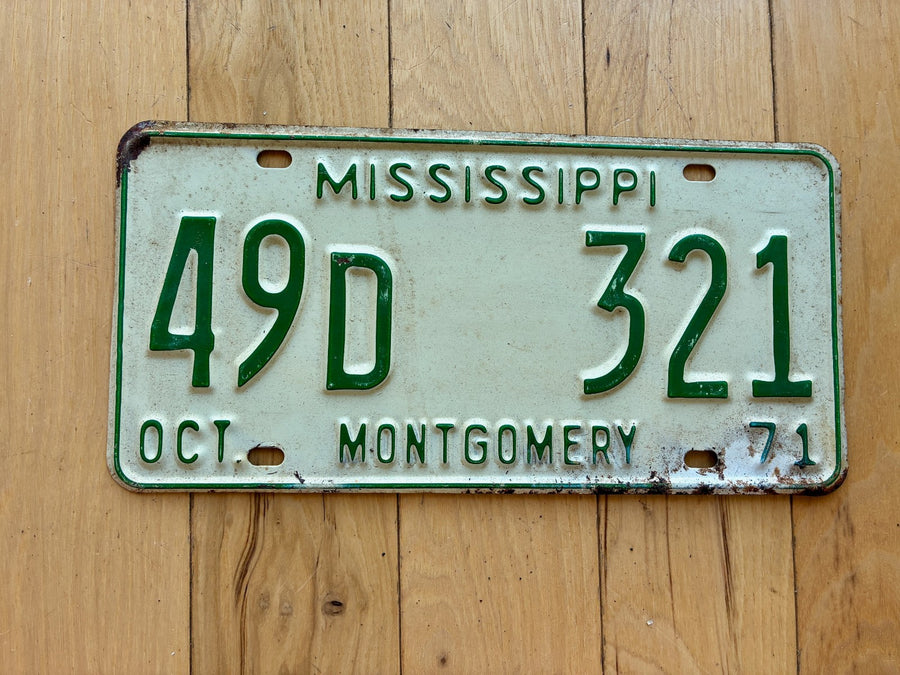 MISSISSIPPI
49D 321
OCT. MONTGOMERY 71